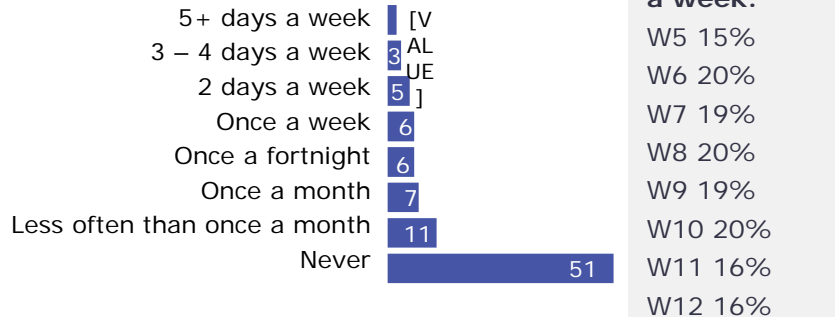 5+ days a week [V
AL
UE
]
3 – 4 days a week 3
2 days a week 5
Once a week 6
Once a fortnight 6
Once a month 7
Less often than once a month 11
Never 51
a week:
W5 15%
W6 20%
W7 19%
W8 20%
W9 19%
W10 20%
W11 16%
W12 16%